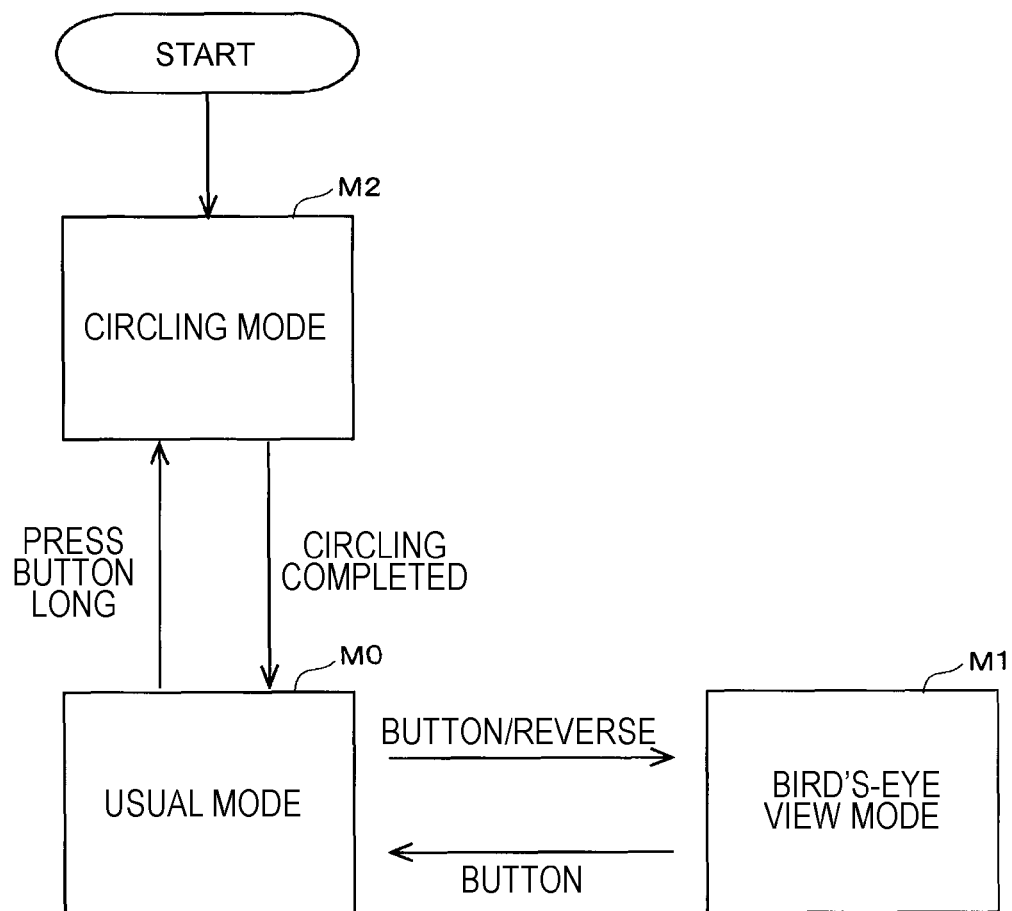 START
M2
CIRCLING MODE
PRESS
BUTTON
LONG
CIRCLING
COMPLETED
M0
M1
BUTTON/REVERSE
USUAL MODE
BIRD'S-EYE
VIEW MODE
BUTTON